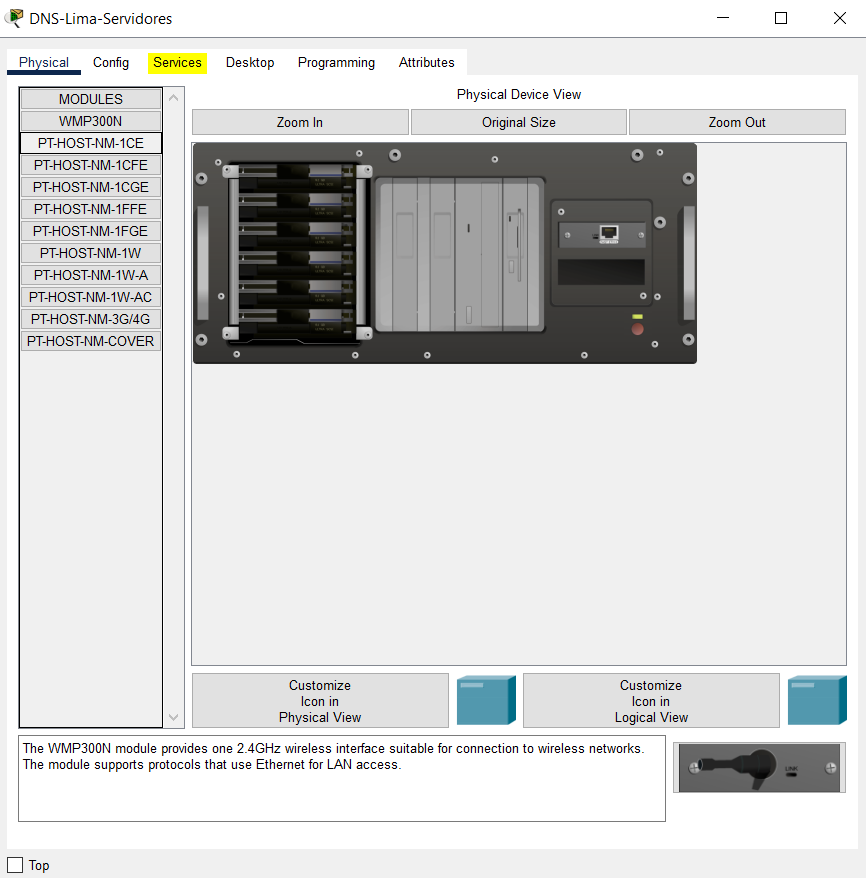 DNS-Lima-Servidores
Physical Config Services Desktop Programming Attributes
MODULES
WMP300N
PT-HOST-NM-1CE
PT-HOST-NM-1CFE
PT-HOST-NM-1CGE
PT-HOST-NM-1FFE
PT-HOST-NM-1FGE
PT-HOST-NM-1W
PT-HOST-NM-1W-A
PT-HOST-NM-1W-AC
PT-HOST-NM-3G/4G
PT-HOST-NM-COVER
Physical Device View
Zoom In Original Size Zoom Out
Customize
Icon in
Physical View
Customize
Icon in
Logical View
The WMP300N module provides one 2.4GHz wireless interface suitable for connection to wireless networks.
The module supports protocols that use Ethernet for LAN access.
LINK
Top